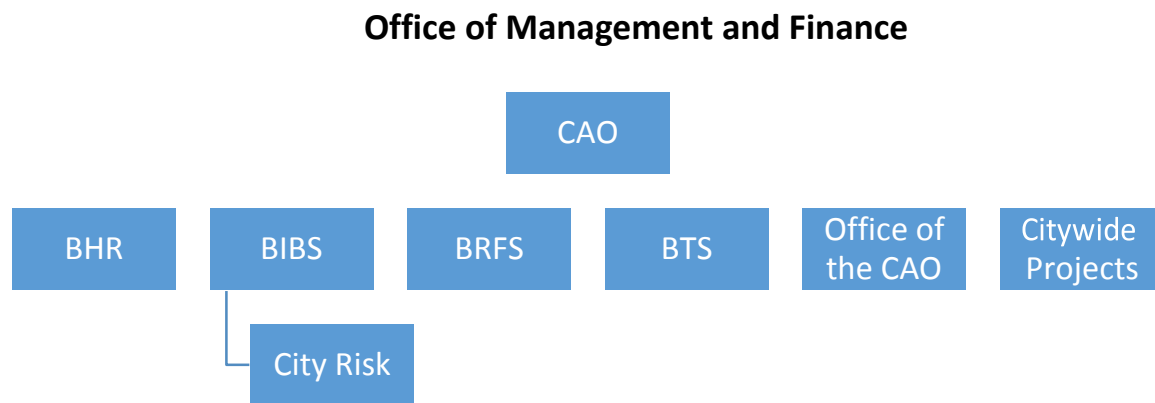 Office of Management and Finance
CAO
BHR
BIBS
BRFS
BTS
Office of
the CAO
Citywide
Projects
City Risk